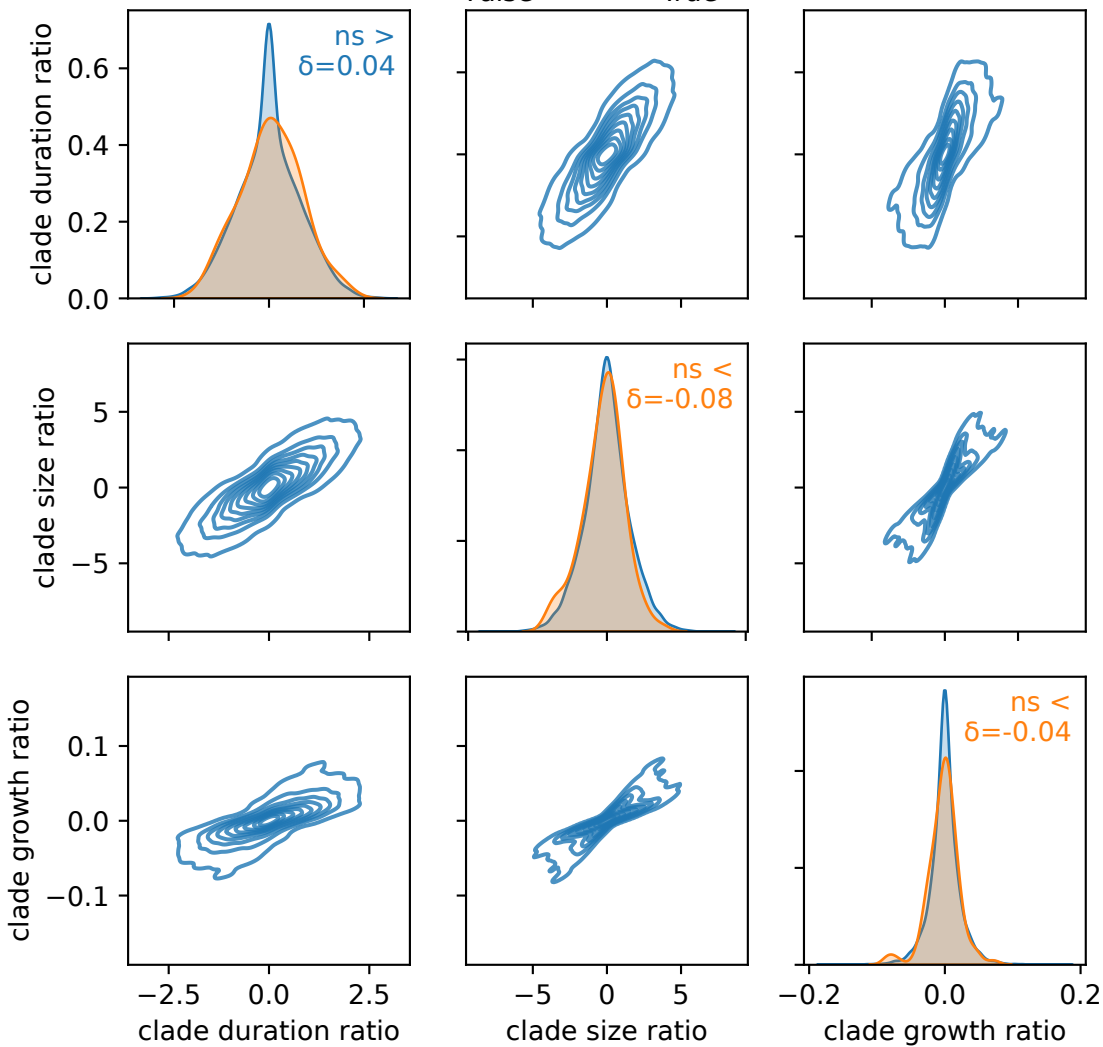 clade duration ratio
0.6
0.4
0.2
0.0
ns >
δ=0.04
clade size ratio
5
0
−5
ns <
δ=-0.08
clade growth ratio
0.1
0.0
−0.1
ns <
δ=-0.04
−2.5 0.0 2.5
−5 0 5
−0.2 0.0 0.2
clade duration ratio
clade size ratio
clade growth ratio